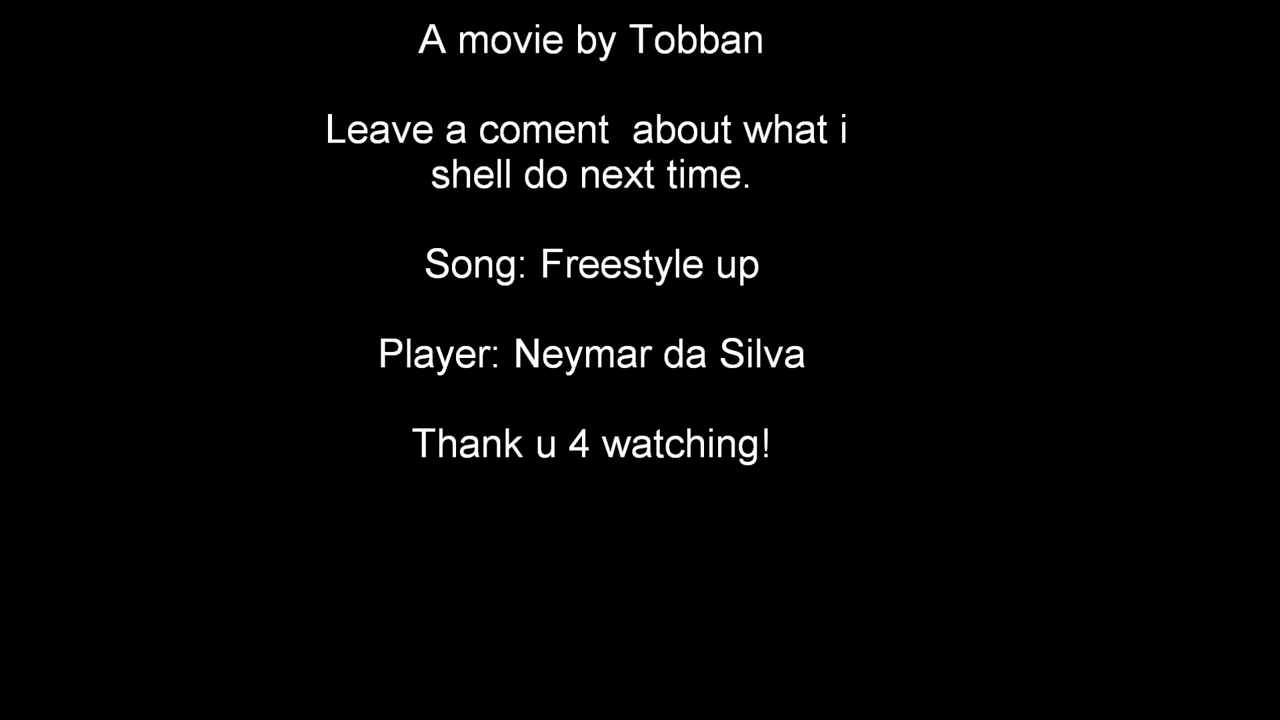 A movie by Tobban
Leave a coment  about what i
shell do next time.
Song: Freestyle up
Player: Neymar da Silva
Thank u 4 watching!